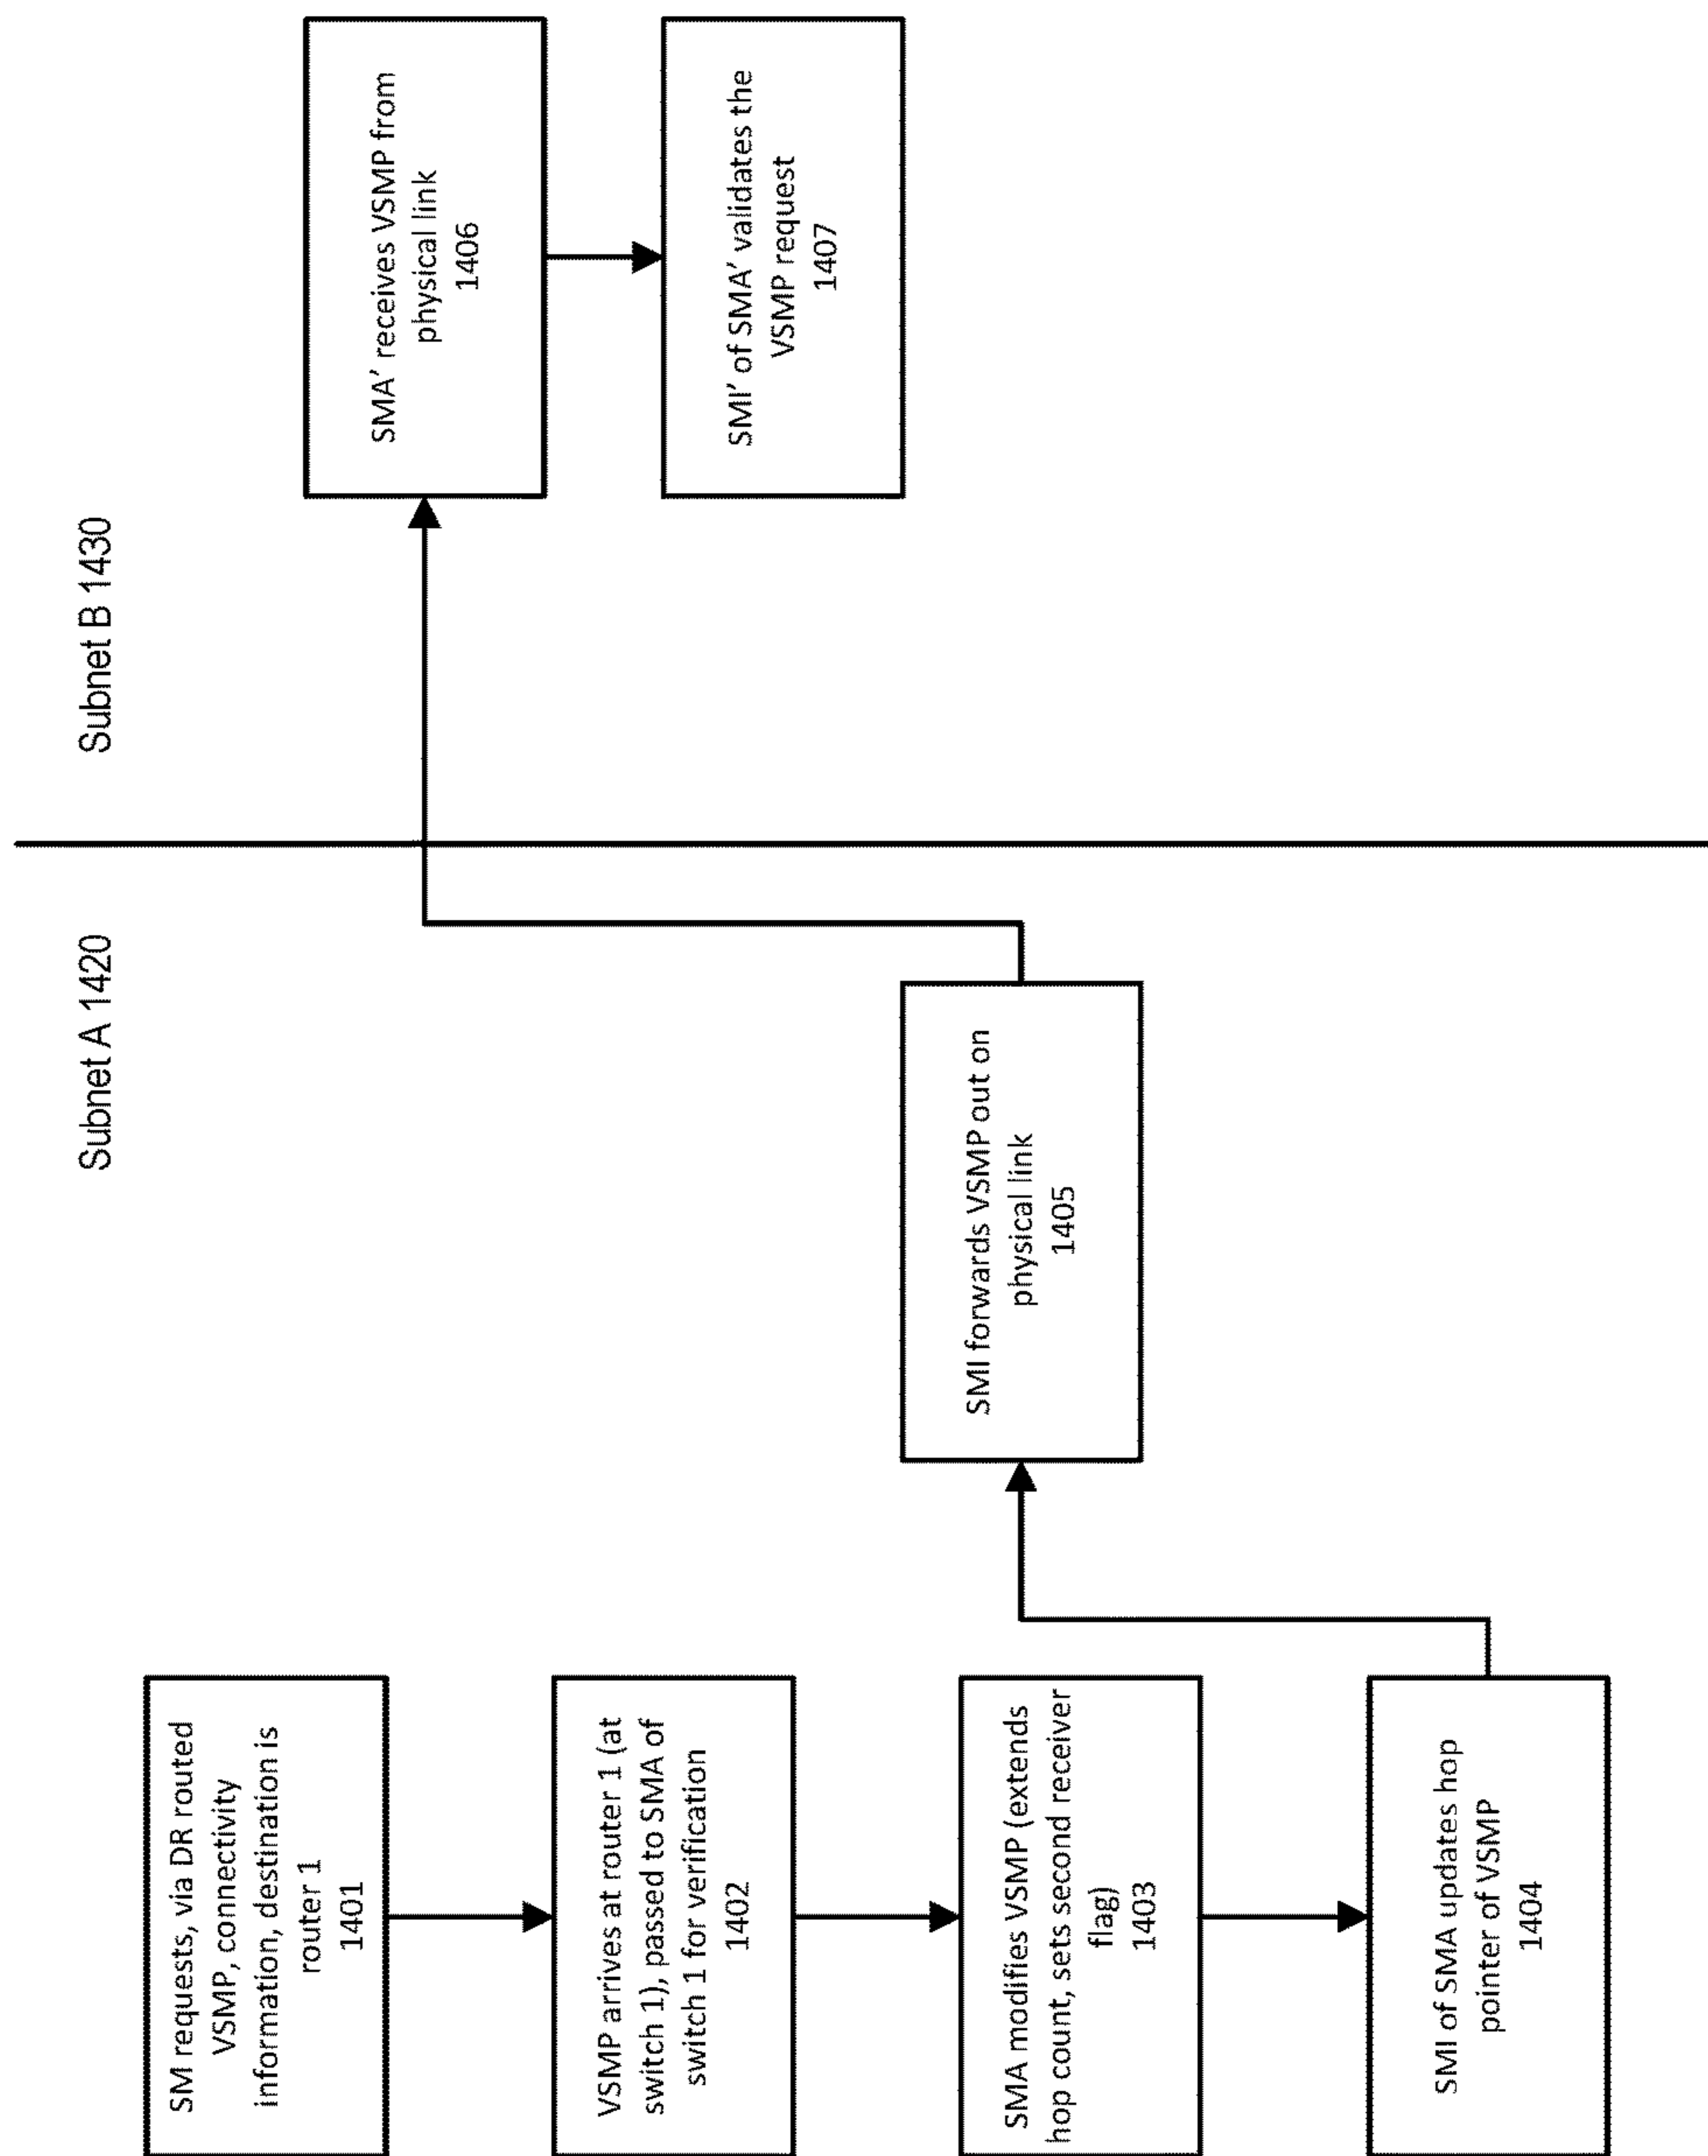 Subnet A 1420
Subnet B 1430
SM requests, via DR routed
VSMP, connectivity
information, destination is
router 1
1401
VSMP arrives at router 1 (at
switch 1), passed to SMA of
switch 1 for verification
1402
SMA modifies VSMP (extends
hop count, sets second receiver
flag)
1403
SMI of SMA updates hop
pointer of VSMP
1404
SMI forwards VSMP out on
physical link
1405
SMA’ receives VSMP from
physical link
1406
SMI’ of SMA’ validates the
VSMP request
1407